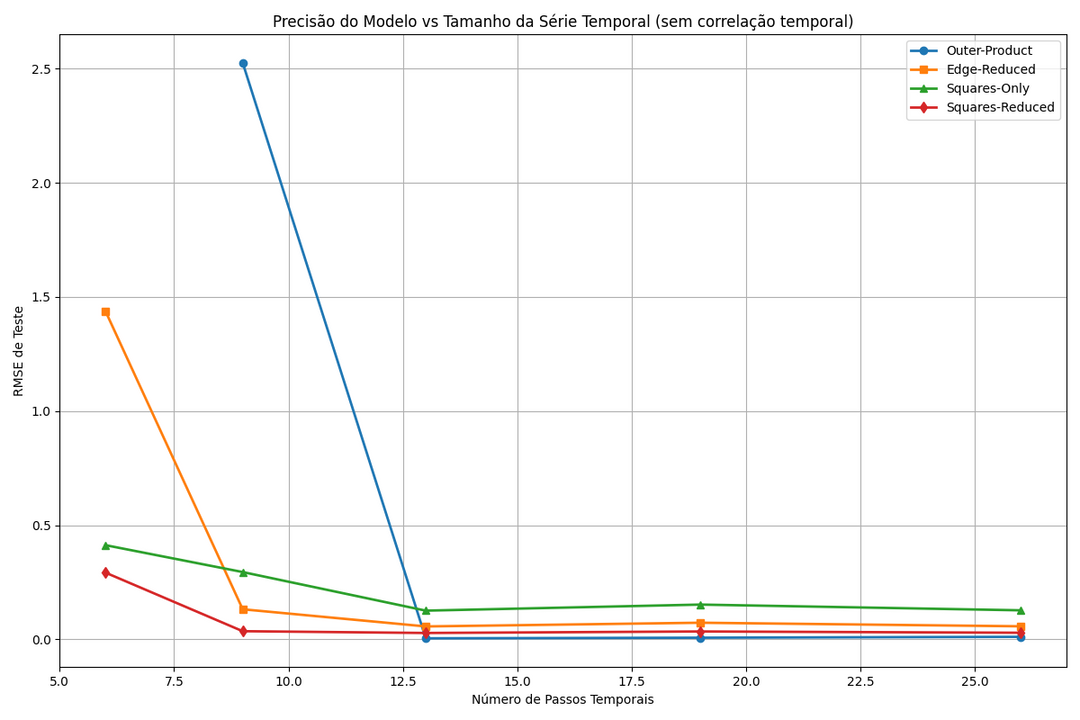 Precisão do Modelo vs Tamanho da Série Temporal (sem correlação temporal)
Outer-Product
Edge-Reduced
Squares-Only
Squares-Reduced
RMSE de Teste
2.5
2.0
1.5
1.0
0.5
0.0
5.0 7.5 10.0 12.5 15.0 17.5 20.0 22.5 25.0
Número de Passos Temporais